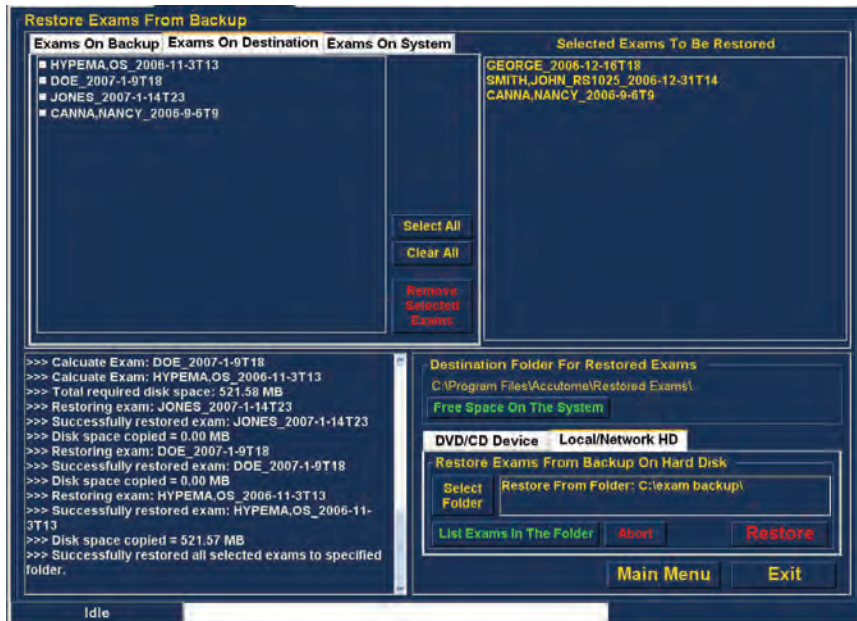 Restore Exams From Backup
Exams On Backup Exams On Destination Exams On System
HYPEMA,OS_2006-11-3T13
DOE_2007-1-9T18
JONES_2007-1-14T23
CANNA,NANCY_2006-9-6T9
Select All
Clear All
Remove
Selected
Exams
Selected Exams To Be Restored
GEORGE_2006-12-16T18
SMITH,JOHN_RS1025_2006-12-31T14
CANNA,NANCY_2006-9-6T9
>>> Calcuate Exam: DOE_2007-1-9T18
>>> Calcuate Exam: HYPEMA,OS_2006-11-3T13
>>> Total required disk space: 521.58 MB
>>> Restoring exam: JONES_2007-1-14T23
>>> Successfully restored exam: JONES_2007-1-14T23
>>> Disk space copied = 0.00 MB
>>> Restoring exam: DOE_2007-1-9T18
>>> Successfully restored exam: DOE_2007-1-9T18
>>> Disk space copied = 0.00 MB
>>> Restoring exam: HYPEMA,OS_2006-11-3T13
>>> Successfully restored exam: HYPEMA,OS_2006-11-
3T13
>>> Disk space copied = 521.57 MB
>>> Successfully restored all selected exams to specified
folder.
Destination Folder For Restored Exams
C:\Program Files\Accutome\Restored Exams\
Free Space On The System
DVD/CD Device Local/Network HD
Restore Exams From Backup On Hard Disk
Select
Folder
Restore From Folder: C:\exam backup\
List Exams In The Folder Abort Restore
Main Menu Exit
Idle